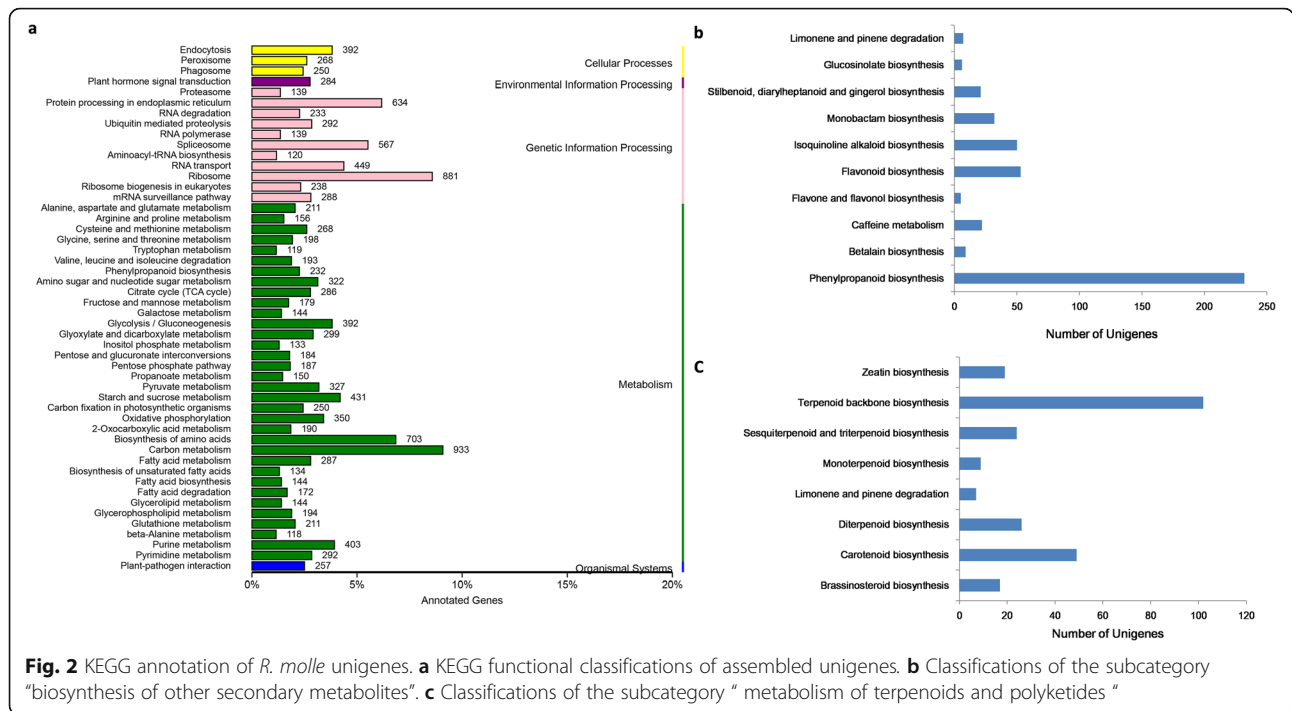 a
Endocytosis 392
Peroxisome 268
Phagosome 250
Plant hormone signal transduction 284
Proteasome 139
Protein processing in endoplasmic reticulum 634
RNA degradation 233
Ubiquitin mediated proteolysis 292
RNA polymerase 139
Spliceosome 567
Aminoacyl-tRNA biosynthesis 120
RNA transport 449
Ribosome 881
Ribosome biogenesis in eukaryotes 238
mRNA surveillance pathway 288
Alanine, aspartate and glutamate metabolism 211
Arginine and proline metabolism 156
Cysteine and methionine metabolism 268
Glycine, serine and threonine metabolism 198
Tryptophan metabolism 119
Valine, leucine and isoleucine degradation 193
Phenylpropanoid biosynthesis 232
Amino sugar and nucleotide sugar metabolism 322
Citrate cycle (TCA cycle) 286
Fructose and mannose metabolism 179
Galactose metabolism 144
Glycolysis / Gluconeogenesis 392
Glyoxylate and dicarboxylate metabolism 299
Inositol phosphate metabolism 133
Pentose and glucuronate interconversions 184
Pentose phosphate pathway 187
Propanoate metabolism 150
Pyruvate metabolism 327
Starch and sucrose metabolism 431
Carbon fixation in photosynthetic organisms 250
Oxidative phosphorylation 350
2-Oxocarboxylic acid metabolism 190
Biosynthesis of amino acids 703
Carbon metabolism 933
Fatty acid metabolism 287
Biosynthesis of unsaturated fatty acids 134
Fatty acid biosynthesis 144
Fatty acid degradation 172
Glycerolipid metabolism 144
Glycerophospholipid metabolism 194
Glutathione metabolism 211
beta-Alanine metabolism 118
Purine metabolism 403
Pyrimidine metabolism 292
Plant-pathogen interaction 257
0% 5% 10% 15% 20%
Annotated Genes
Cellular Processes
Environmental Information Processing
Genetic Information Processing
Metabolism
Organismal Systems
b
Limonene and pinene degradation
Glucosinolate biosynthesis
Stilbenoid, diarylheptanoid and gingerol biosynthesis
Monobactam biosynthesis
Isoquinoline alkaloid biosynthesis
Flavonoid biosynthesis
Flavone and flavonol biosynthesis
Caffeine metabolism
Betalain biosynthesis
Phenylpropanoid biosynthesis
0 50 100 150 200 250
Number of Unigenes
C
Zeatin biosynthesis
Terpenoid backbone biosynthesis
Sesquiterpenoid and triterpenoid biosynthesis
Monoterpenoid biosynthesis
Limonene and pinene degradation
Diterpenoid biosynthesis
Carotenoid biosynthesis
Brassinosteroid biosynthesis
0 20 40 60 80 100 120
Number of Unigenes
Fig. 2 KEGG annotation of R. molle unigenes. a KEGG functional classifications of assembled unigenes. b Classifications of the subcategory
"biosynthesis of other secondary metabolites". c Classifications of the subcategory " metabolism of terpenoids and polyketides "